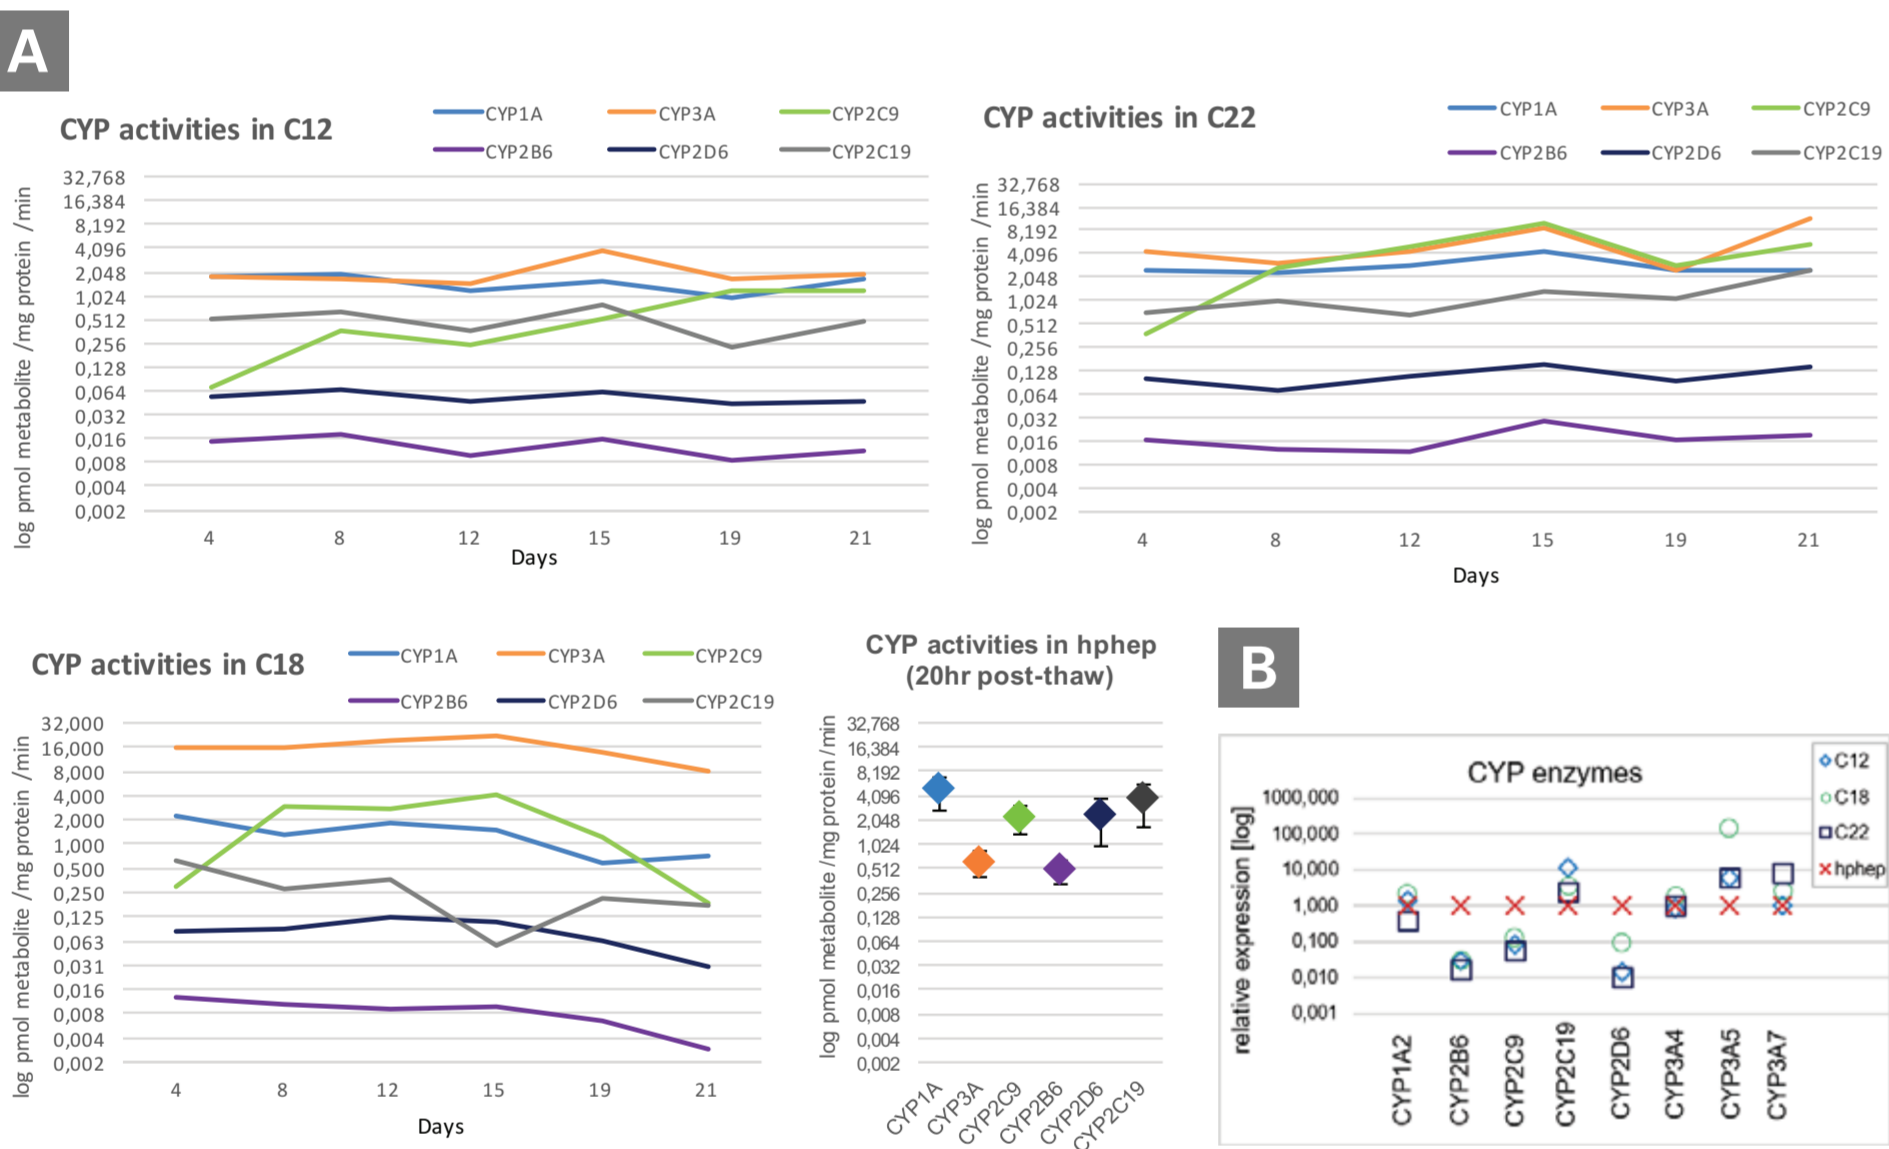 A
CYP activities in C12
CYP1A CYP3A CYP2C9
CYP2B6 CYP2D6 CYP2C19
log pmol metabolite /mg protein /min
32,768
16,384
8,192
4,096
2,048
1,024
0,512
0,256
0,128
0,064
0,032
0,016
0,008
0,004
0,002
4 8 12 15 19 21
Days
CYP activities in C22
CYP1A CYP3A CYP2C9
CYP2B6 CYP2D6 CYP2C19
log pmol metabolite /mg protein /min
32,768
16,384
8,192
4,096
2,048
1,024
0,512
0,256
0,128
0,064
0,032
0,016
0,008
0,004
0,002
4 8 12 15 19 21
Days
CYP activities in C18
CYP1A CYP3A CYP2C9
CYP2B6 CYP2D6 CYP2C19
log pmol metabolite /mg protein /min
32,000
16,000
8,000
4,000
2,000
1,000
0,500
0,250
0,125
0,063
0,031
0,016
0,008
0,004
0,002
4 8 12 15 19 21
Days
CYP activities in hphep
(20hr post-thaw)
log pmol metabolite /mg protein /min
32,768
16,384
8,192
4,096
2,048
1,024
0,512
0,256
0,128
0,064
0,032
0,016
0,008
0,004
0,002
CYP1A CYP3A CYP2C9 CYP2B6 CYP2D6 CYP2C19
B
CYP enzymes
C12
C18
C22
hphep
relative expression [log]
1000,000
100,000
10,000
1,000
0,100
0,010
0,001
CYP1A2 CYP2B6 CYP2C9 CYP2C19 CYP2D6 CYP3A4 CYP3A5 CYP3A7